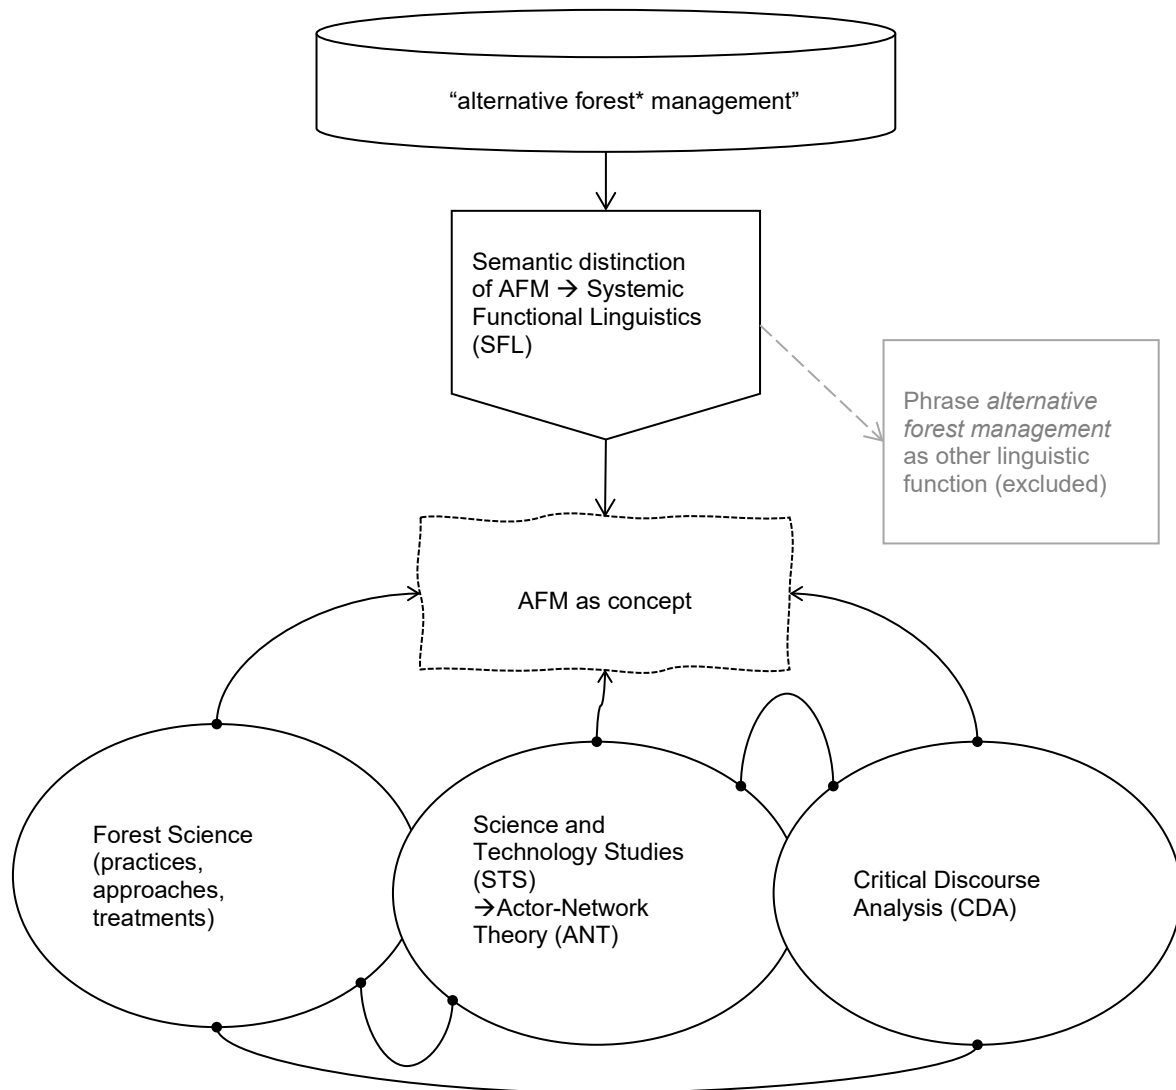 “alternative forest* management”
Semantic distinction
of AFM → Systemic
Functional Linguistics
(SFL)
Phrase alternative
forest management
as other linguistic
function (excluded)
AFM as concept
Forest Science
(practices,
approaches,
treatments)
Science and
Technology Studies
(STS)
→Actor-Network
Theory (ANT)
Critical Discourse
Analysis (CDA)